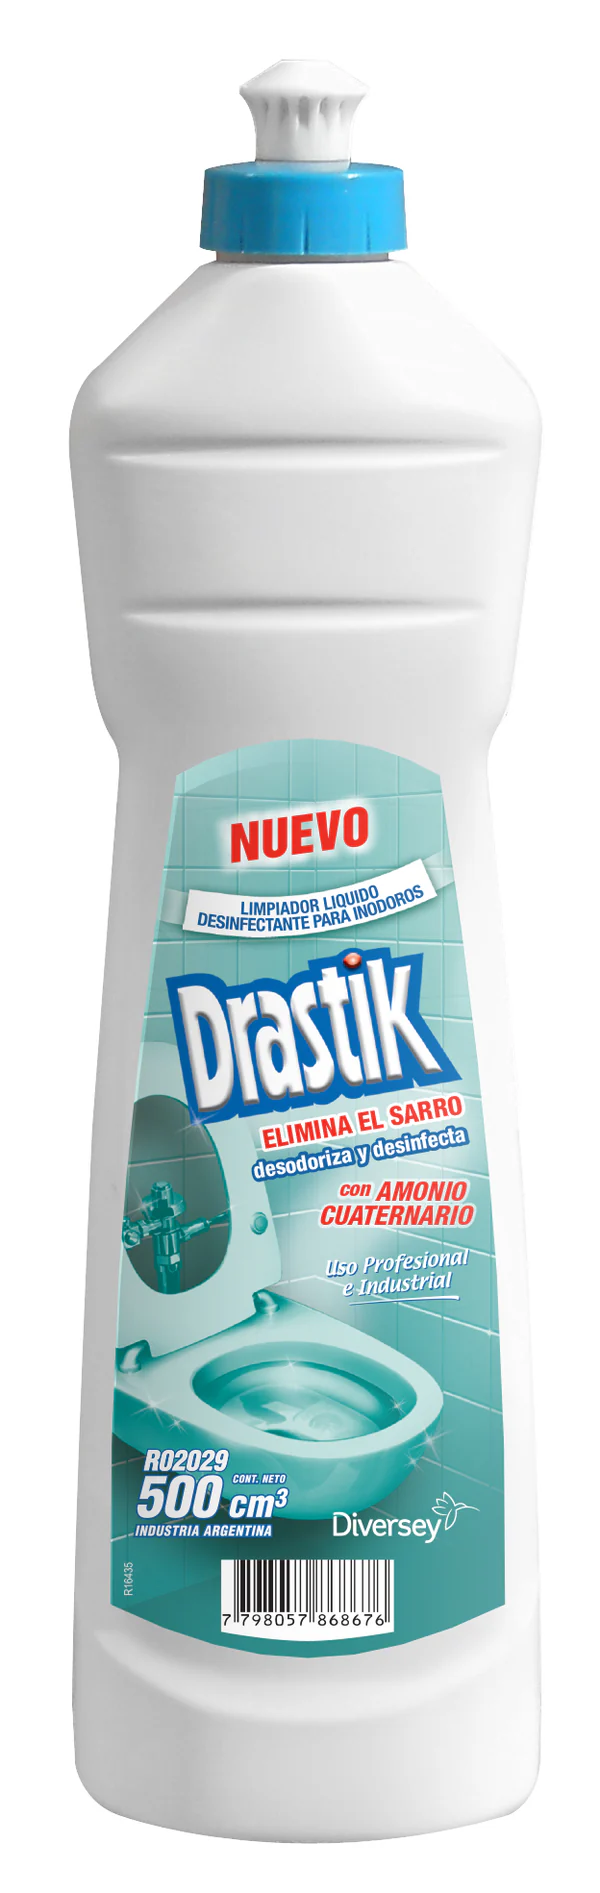 NUEVO
LIMPIADOR LIQUIDO
DESINFECTANTE PARA INODOROS
Drastik
ELIMINA EL SARRO
desodoriza y desinfecta
con AMONIO
CUATERNARIO
Uso Profesional
e Industrial
RO2029
500 cm³ CONT. NETO
INDUSTRIA ARGENTINA
Diversey
R16435
7 798057 868676